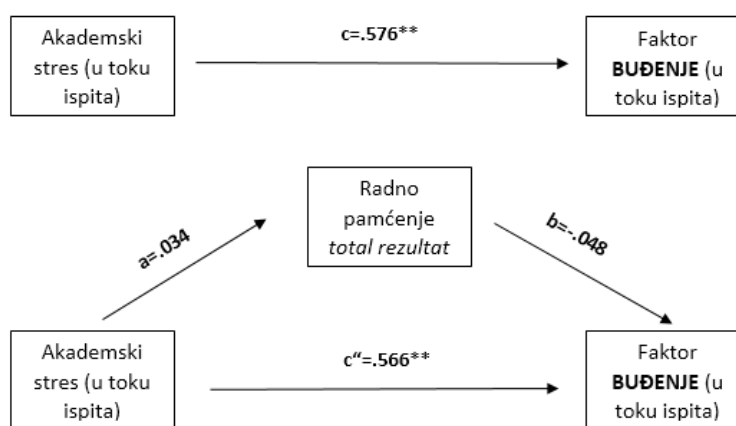 Akademski
stres (u toku
ispita)
c=.576**
Faktor
BUĐENJE (u
toku ispita)
Radno
pamćenje
total rezultat
a=.034
b=-.048
Akademski
stres (u toku
ispita)
c“=.566**
Faktor
BUĐENJE (u
toku ispita)